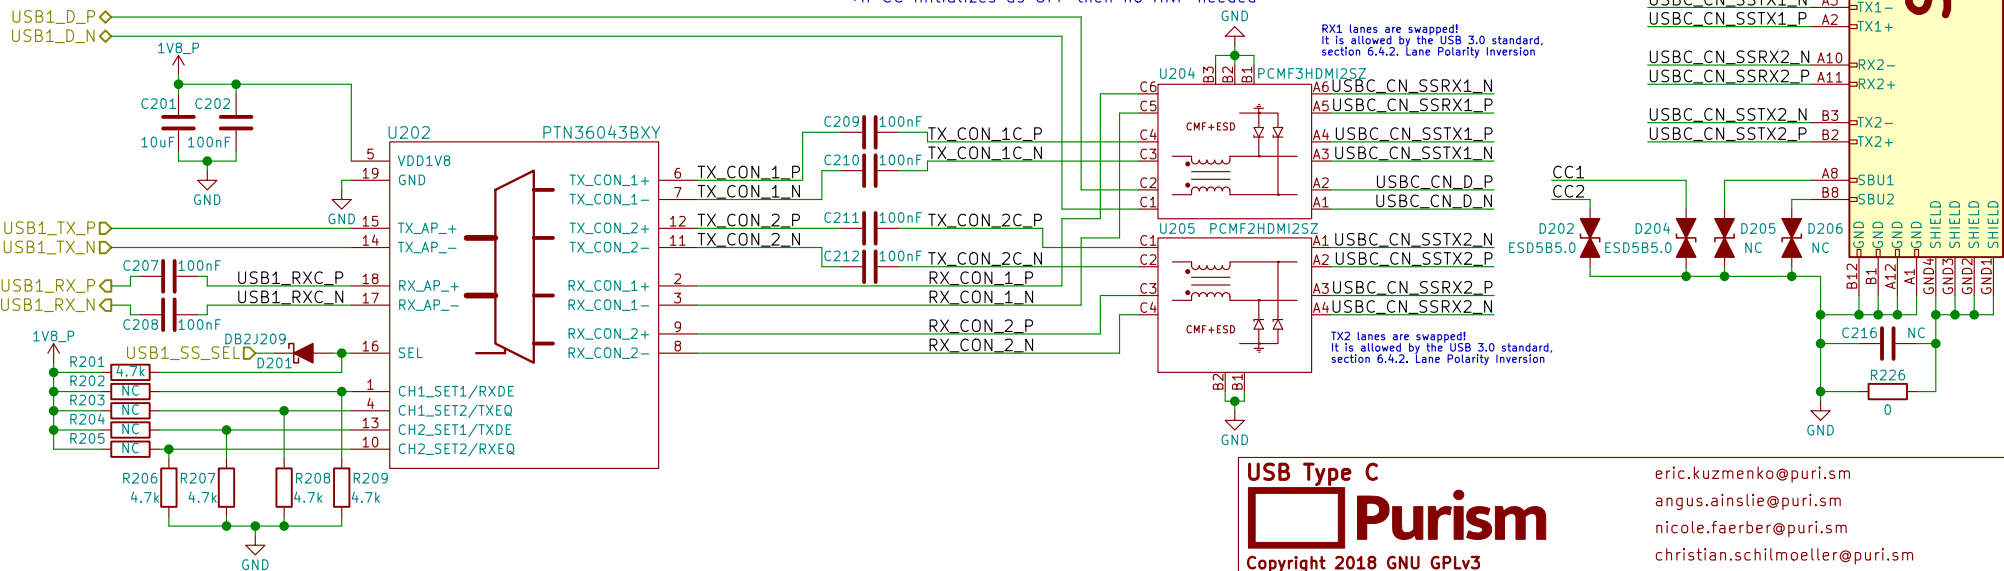 USB1_D_P
USB1_D_N
1V8_P
C201
C202
10uF
100nF
GND
GND
USB1_TX_P
USB1_TX_N
USB1_RX_P
USB1_RX_N
C207
100nF
C208
100nF
USB1_RXC_P
USB1_RXC_N
1V8_P
USB1_SS_SEL
DB2J209
D201
R201
4.7k
R202
NC
R203
NC
R204
NC
R205
NC
R206
4.7k
R207
4.7k
R208
4.7k
R209
4.7k
GND
U202
PTN36043BXY
5 VDD1V8
19 GND
15 TX_AP_+
14 TX_AP_-
18 RX_AP_+
17 RX_AP_-
16 SEL
1 CH1_SET1/RXDE
4 CH1_SET2/TXEQ
13 CH2_SET1/TXDE
10 CH2_SET2/RXEQ
TX_CON_1+ 6
TX_CON_1- 7
TX_CON_2+ 12
TX_CON_2- 11
RX_CON_1+ 2
RX_CON_1- 3
RX_CON_2+ 9
RX_CON_2- 8
TX_CON_1_P
TX_CON_1_N
TX_CON_2_P
TX_CON_2_N
C209
100nF
C210
100nF
C211
100nF
C212
100nF
TX_CON_1C_P
TX_CON_1C_N
TX_CON_2C_P
TX_CON_2C_N
RX_CON_1_P
RX_CON_1_N
RX_CON_2_P
RX_CON_2_N
GND
B3
B2
B1
U204
PCMF3HDMI2SZ
C6
C5
C4
C3
C2
C1
CMF+ESD
A6 USBC_CN_SSRX1_N
A5 USBC_CN_SSRX1_P
A4 USBC_CN_SSTX1_P
A3 USBC_CN_SSTX1_N
A2 USBC_CN_D_P
A1 USBC_CN_D_N
RX1 lanes are swapped!
It is allowed by the USB 3.0 standard,
section 6.4.2. Lane Polarity Inversion
U205
PCMF2HDMI2SZ
C1
C2
C3
C4
CMF+ESD
A1 USBC_CN_SSTX2_N
A2 USBC_CN_SSTX2_P
A3 USBC_CN_SSRX2_P
A4 USBC_CN_SSRX2_N
B2
B1
GND
TX2 lanes are swapped!
It is allowed by the USB 3.0 standard,
section 6.4.2. Lane Polarity Inversion
TX1-
USBC_CN_SSTX1_P A2 TX1+
USBC_CN_SSRX2_N A10 RX2-
USBC_CN_SSRX2_P A11 RX2+
USBC_CN_SSTX2_N B3 TX2-
USBC_CN_SSTX2_P B2 TX2+
A8 SBU1
B8 SBU2
CC1
CC2
D202
ESD5B5.0
D204
ESD5B5.0
D205
NC
D206
NC
GND
GND
GND
GND
SHIELD
SHIELD
SHIELD
SHIELD
B12
B1
A12
A1
GND4
GND3
GND2
GND1
C216
NC
R226
0
GND
USB Type C
Purism
Copyright 2018 GNU GPLv3
eric.kuzmenko@puri.sm
angus.ainslie@puri.sm
nicole.faerber@puri.sm
christian.schilmoeller@puri.sm